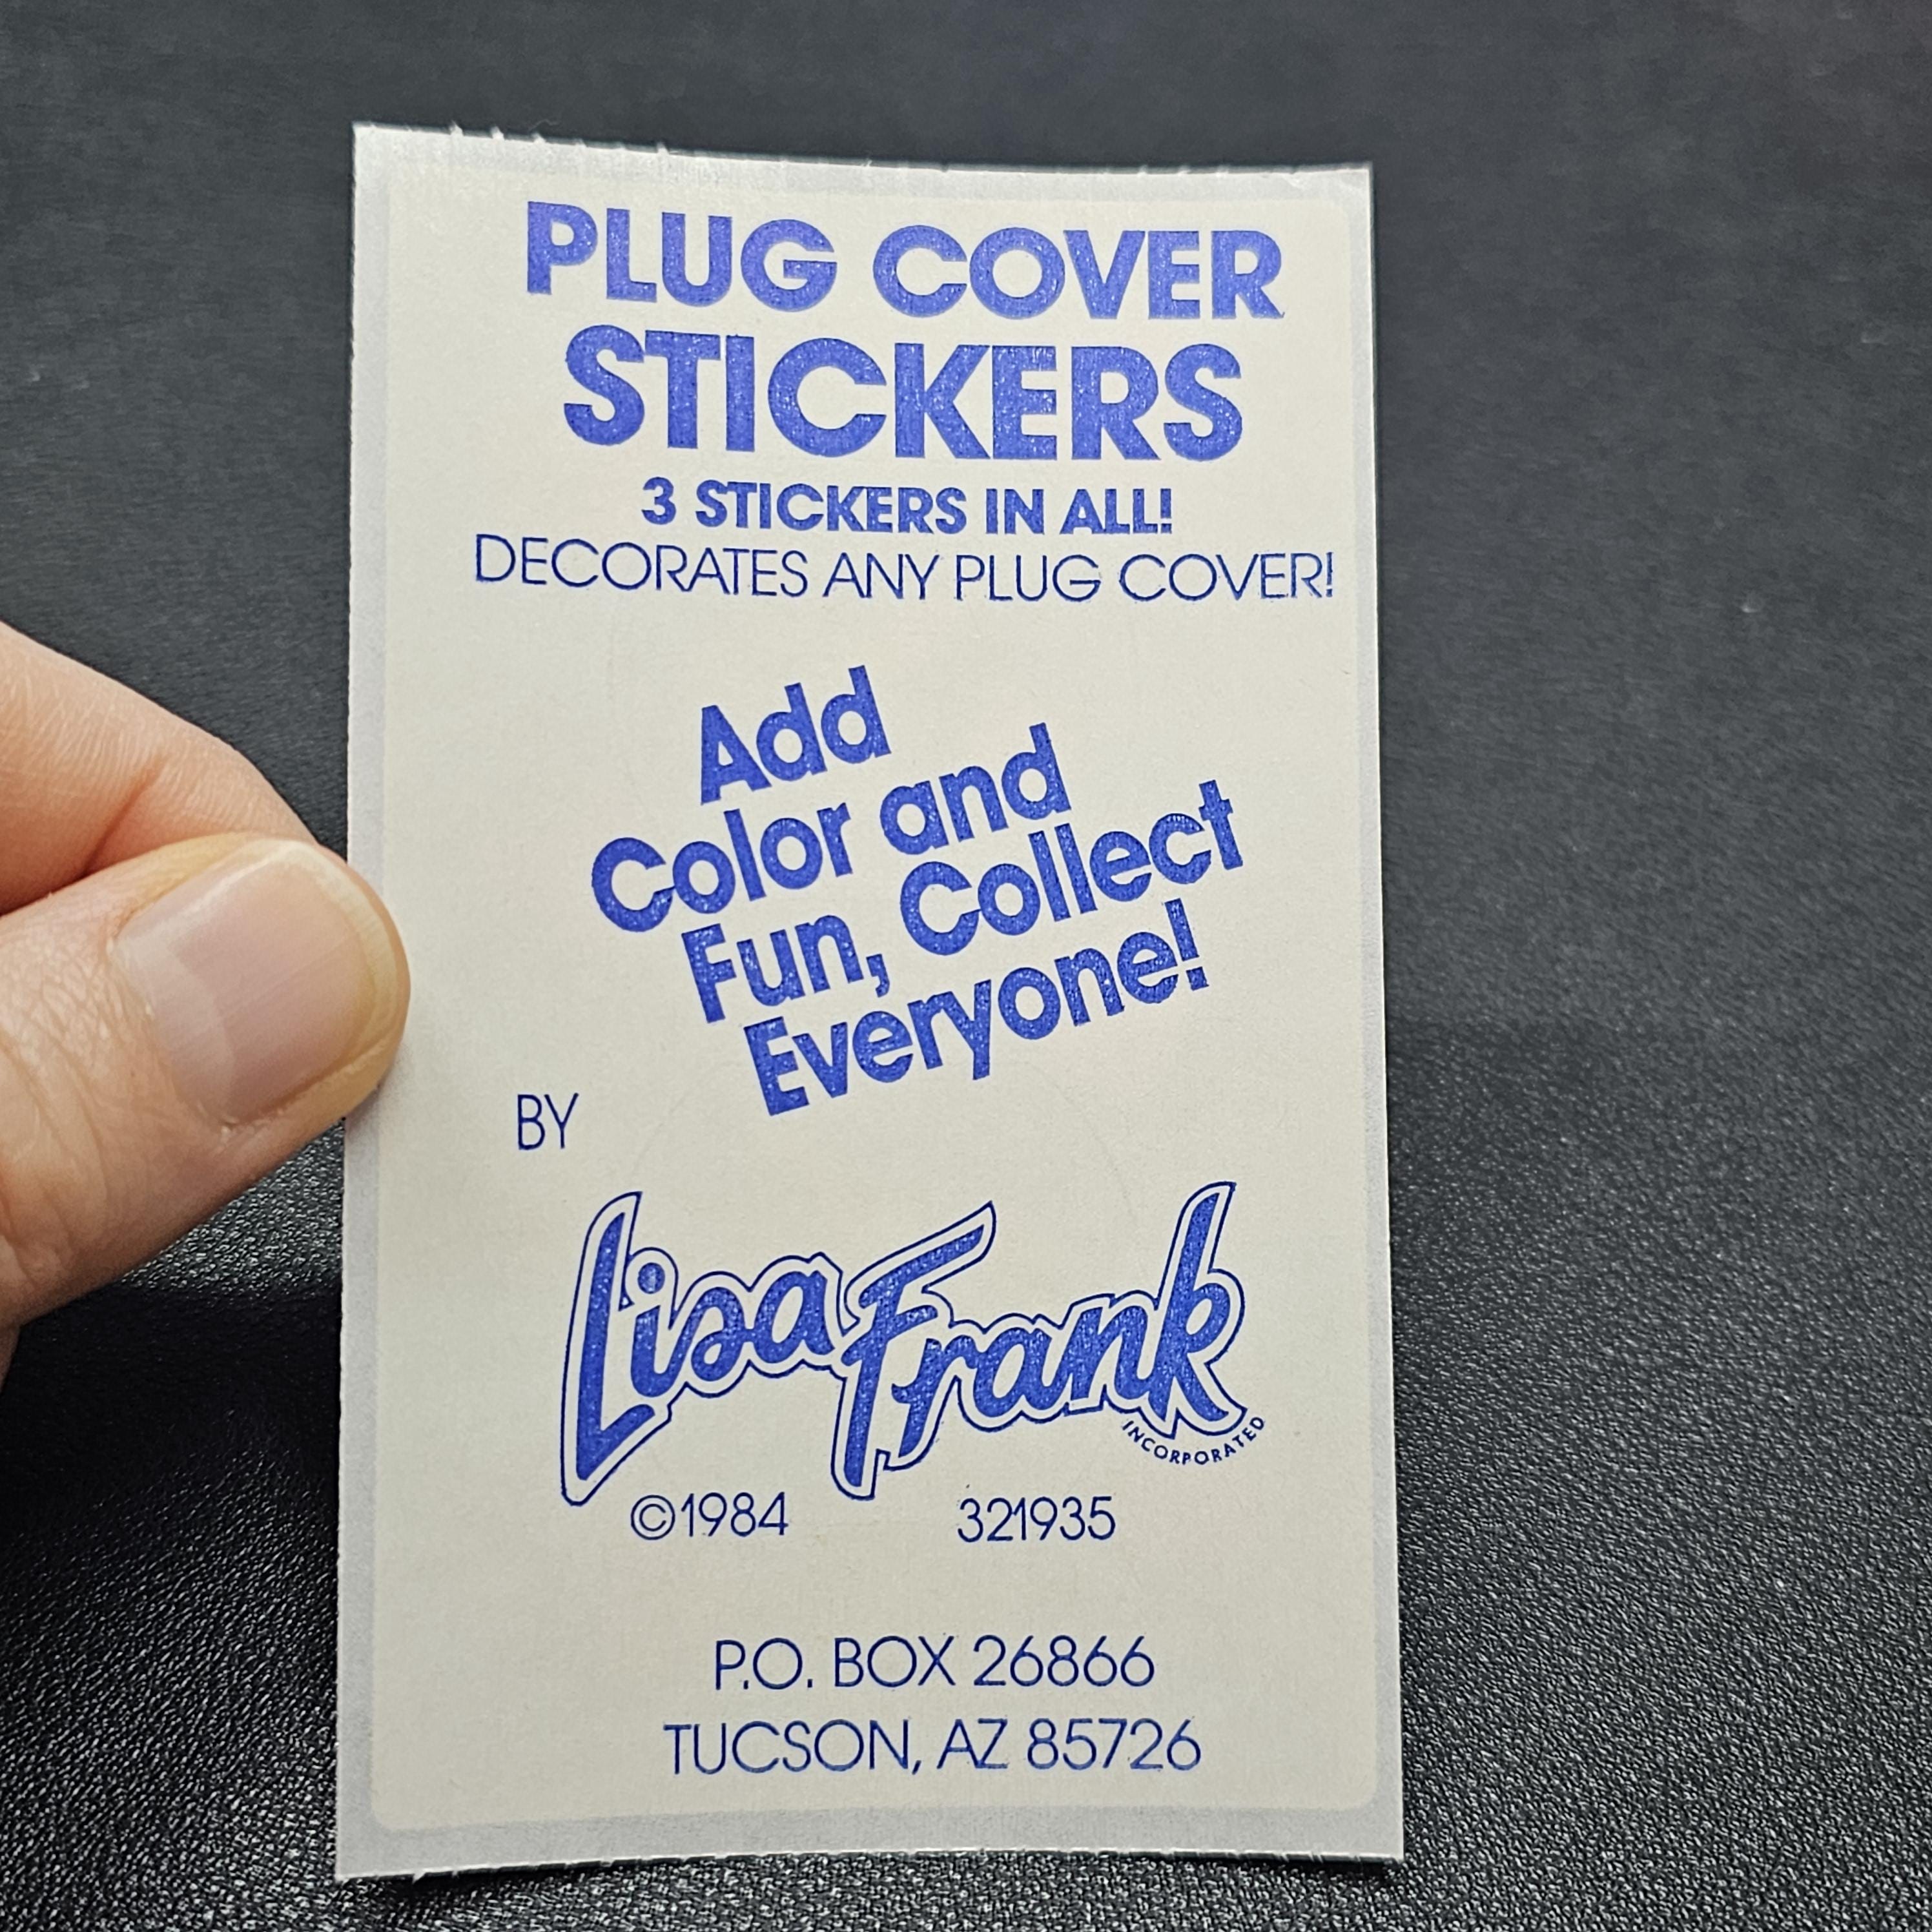 PLUG COVER
STICKERS
3 STICKERS IN ALL!
DECORATES ANY PLUG COVER!
Add
Color and
Fun, Collect
Everyone!
BY
Lisa Frank
INCORPORATED
©1984 321935
P.O. BOX 26866
TUCSON, AZ 85726